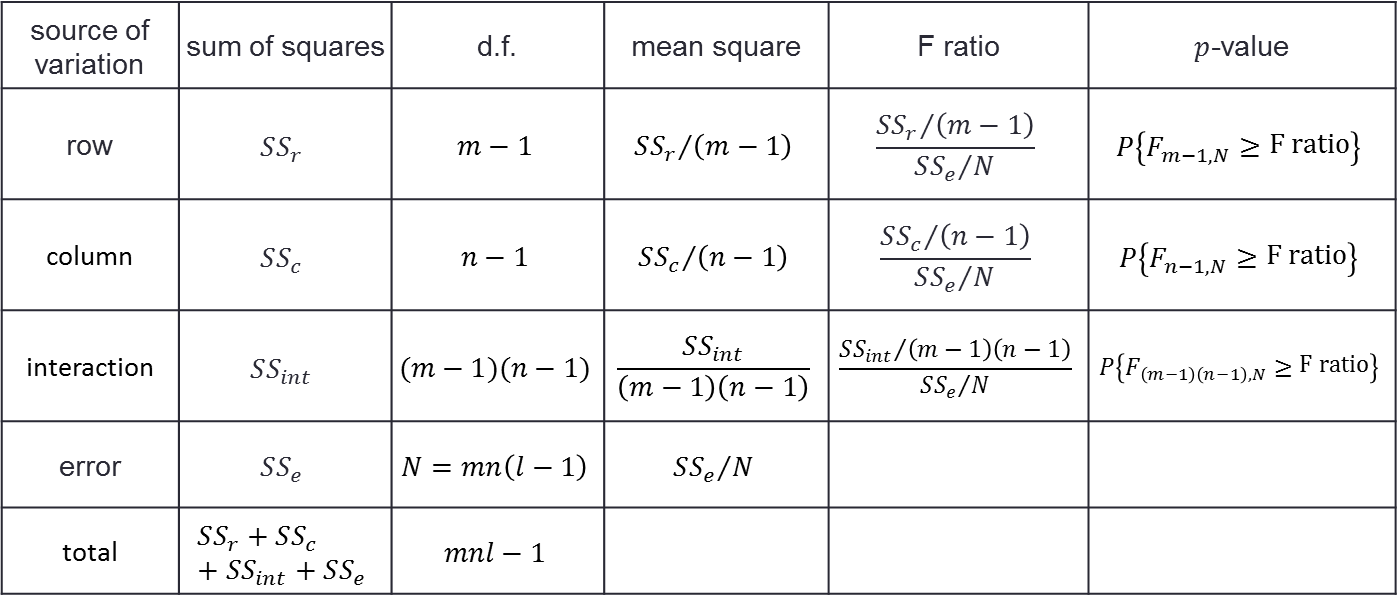 source of variation | sum of squares | d.f. | mean square | F ratio | p-value
row | SS_r | m − 1 | SS_r/(m − 1) | (SS_r/(m − 1))/(SS_e/N) | P{F_{m−1,N} ≥ F ratio}
column | SS_c | n − 1 | SS_c/(n − 1) | (SS_c/(n − 1))/(SS_e/N) | P{F_{n−1,N} ≥ F ratio}
interaction | SS_int | (m − 1)(n − 1) | SS_int/((m − 1)(n − 1)) | (SS_int/(m − 1)(n − 1))/(SS_e/N) | P{F_{(m−1)(n−1),N} ≥ F ratio}
error | SS_e | N = mn(l − 1) | SS_e/N
total | SS_r + SS_c + SS_int + SS_e | mnl − 1